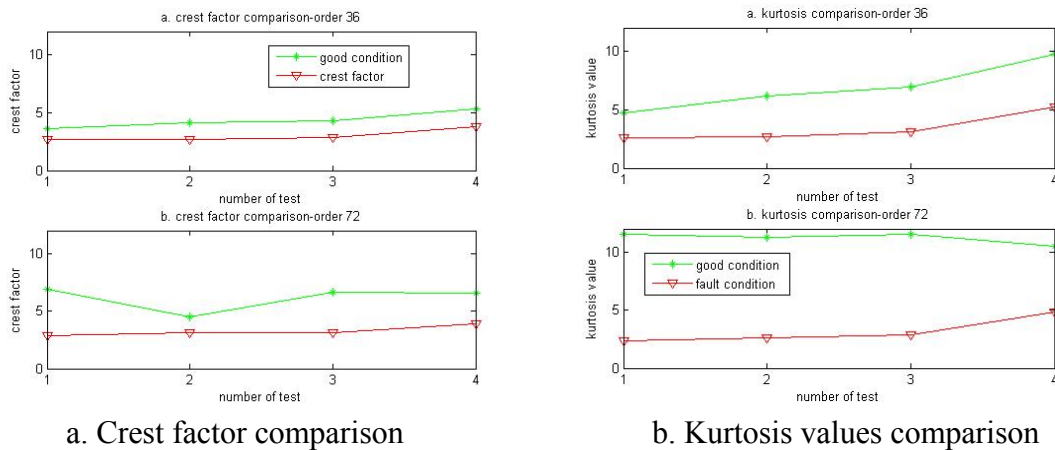 a. crest factor comparison-order 36
10
5
0
crest factor
good condition
crest factor
1 2 3 4
number of test
b. crest factor comparison-order 72
10
5
0
crest factor
1 2 3 4
number of test
a. Crest factor comparison
a. kurtosis comparison-order 36
10
5
0
kurtosis value
1 2 3 4
number of test
b. kurtosis comparison-order 72
10
5
0
kurtosis value
good condition
fault condition
1 2 3 4
number of test
b. Kurtosis values comparison